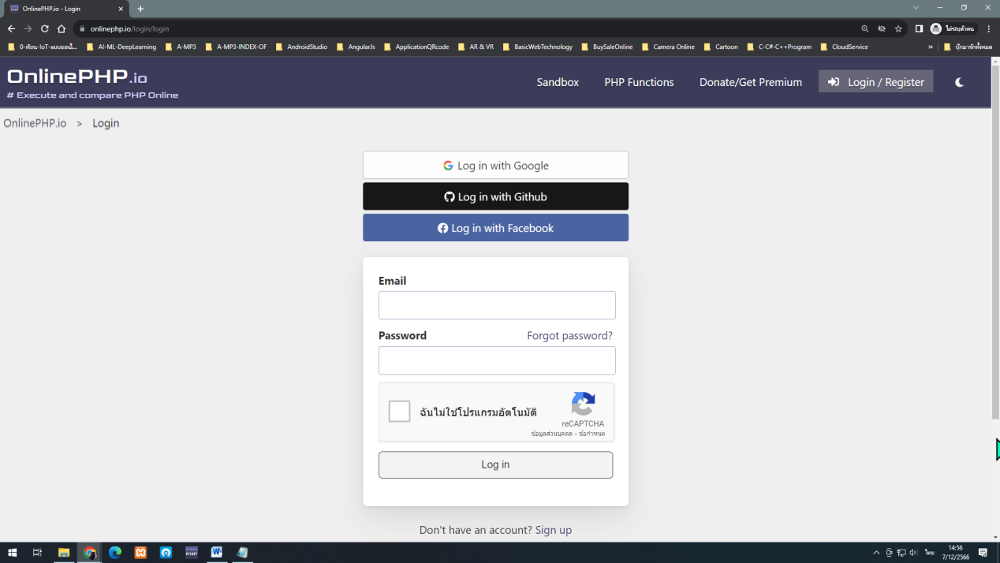 OnlinePHP.io - Login
onlinephp.io/login/login
ไม่ระบุตัวตน
0-เขียน-IoT-แบบออนไ... AI-ML-DeepLearning A-MP3 A-MP3-INDEX-OF AndroidStudio AngularJs ApplicationQRcode AR & VR BasicWebTechnology BuySaleOnline Camera Online Cartoon C-C#-C++Program CloudService » บุ๊กมาร์กทั้งหมด
OnlinePHP.io
# Execute and compare PHP Online
Sandbox PHP Functions Donate/Get Premium Login / Register
OnlinePHP.io > Login
Log in with Google
Log in with Github
Log in with Facebook
Email
Password Forgot password?
ฉันไม่ใช่โปรแกรมอัตโนมัติ
reCAPTCHA
ข้อมูลส่วนบุคคล - ข้อกำหนด
Log in
Don't have an account? Sign up
ไทย
14:56
7/12/2566